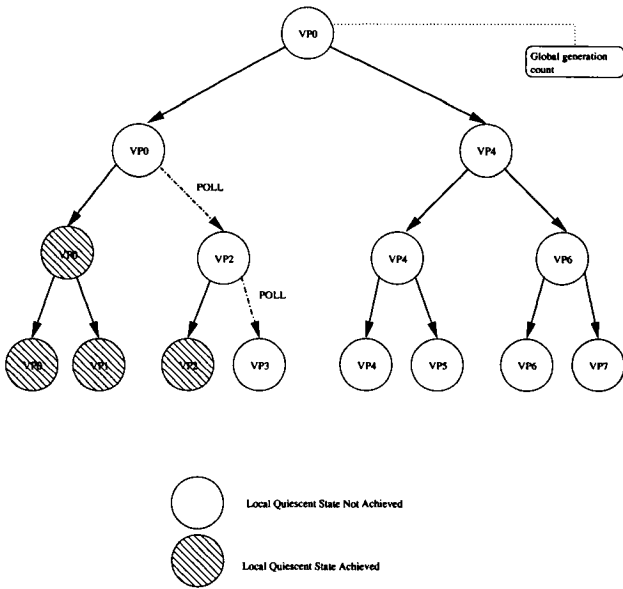 VP0
Global generation
count
VP0
VP4
POLL
VP0
VP2
VP4
VP6
POLL
VP0
VP1
VP2
VP3
VP4
VP5
VP6
VP7
Local Quiescent State Not Achieved
Local Quiescent State Achieved